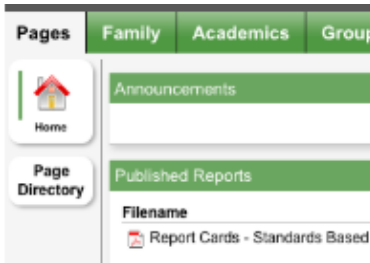 Pages Family Academics Group
Announcements
Home
Page
Directory
Published Reports
Filename
Report Cards - Standards Based